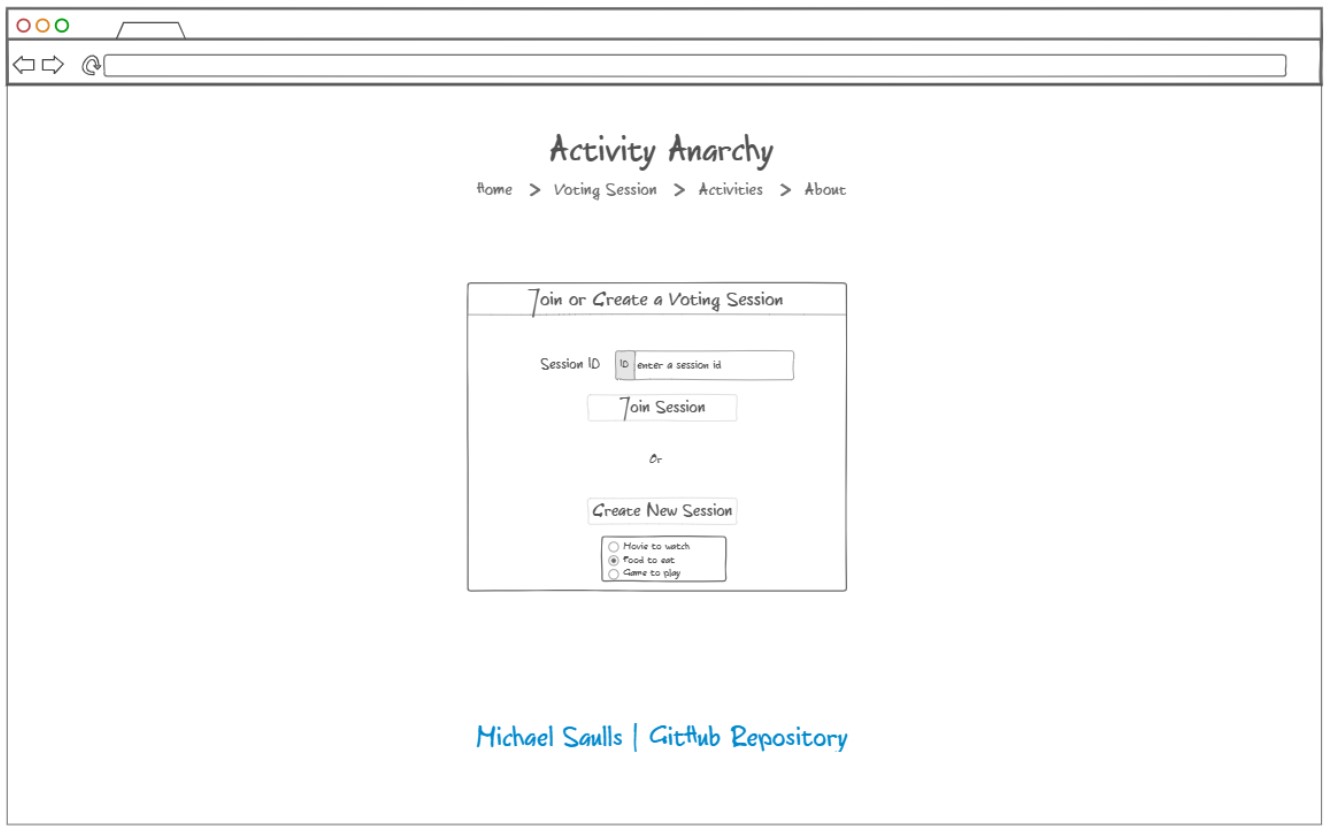 Activity Anarchy
Home > Voting Session > Activities > About
Join or Create a Voting Session
Session ID ID enter a session id
Join Session
Or
Create New Session
Movie to watch
Food to eat
Game to play
Michael Saulls | GitHub Repository